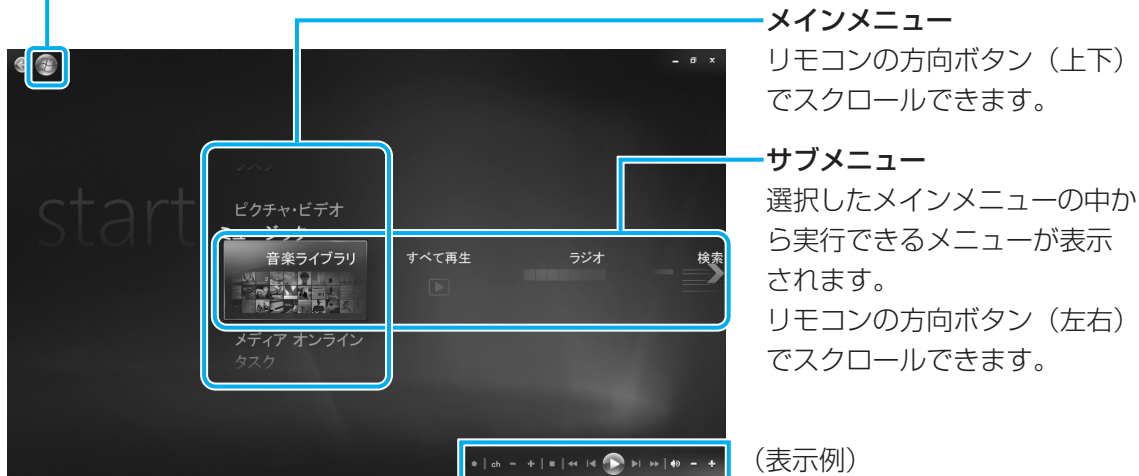 メインメニュー
リモコンの方向ボタン（上下）
でスクロールできます。
サブメニュー
選択したメインメニューの中か
ら実行できるメニューが表示
されます。
リモコンの方向ボタン（左右）
でスクロールできます。
start
ピクチャ・ビデオ
ミュージック
音楽ライブラリ
すべて再生
ラジオ
検索
メディア オンライン
タスク
ch
（表示例）